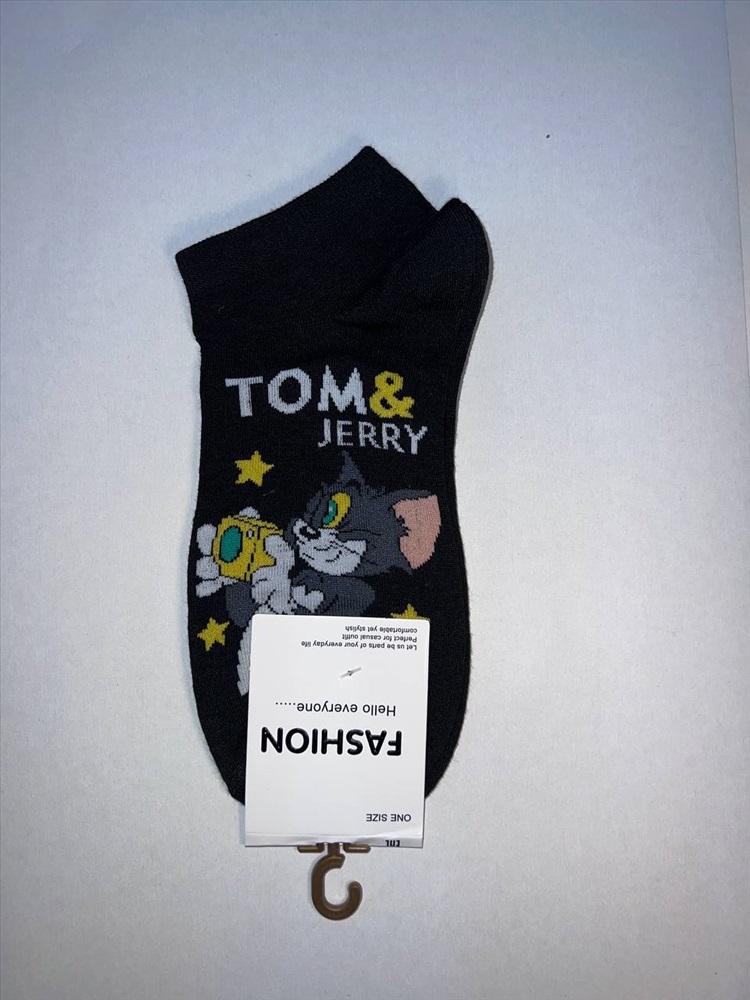 TOM&
JERRY
ONE SIZE
FASHION
Hello everyone.....
Let us be parts of your everyday life
Perfect for casual outfit
comfortable yet stylish